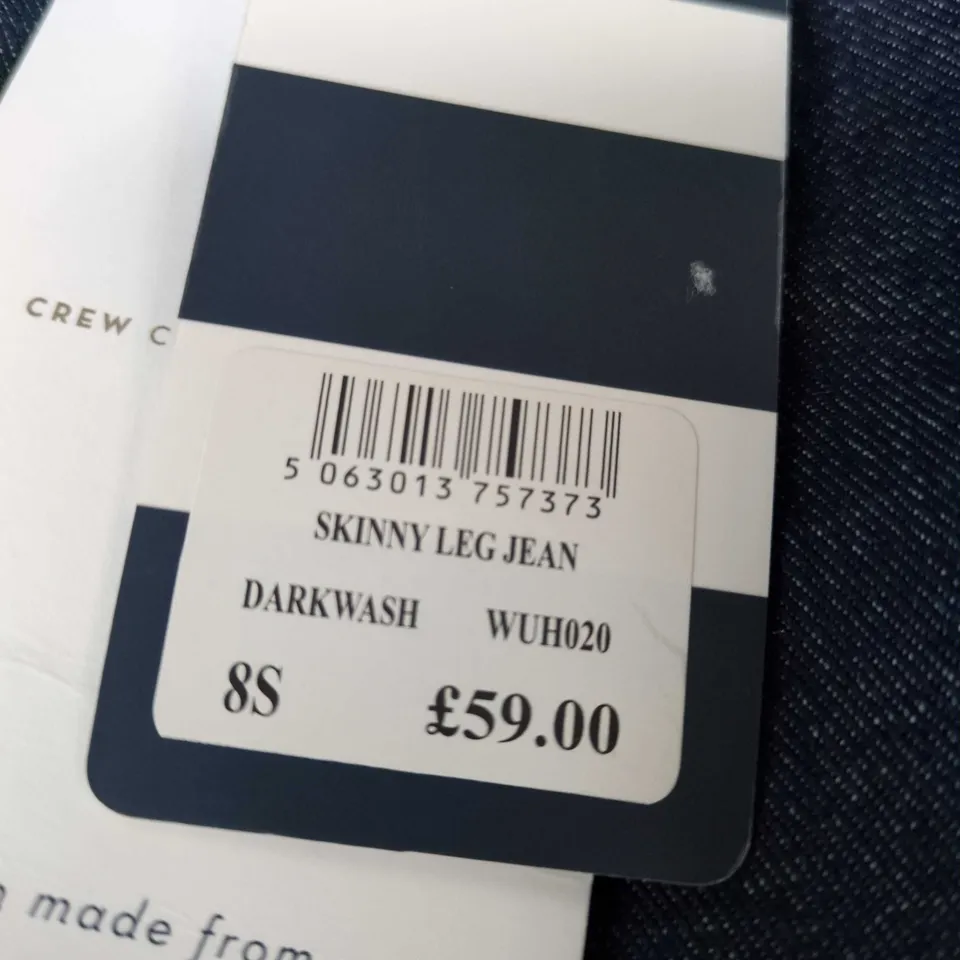 CREW C
5 063013 757373
SKINNY LEG JEAN
DARKWASH WUH020
8S £59.00
made from